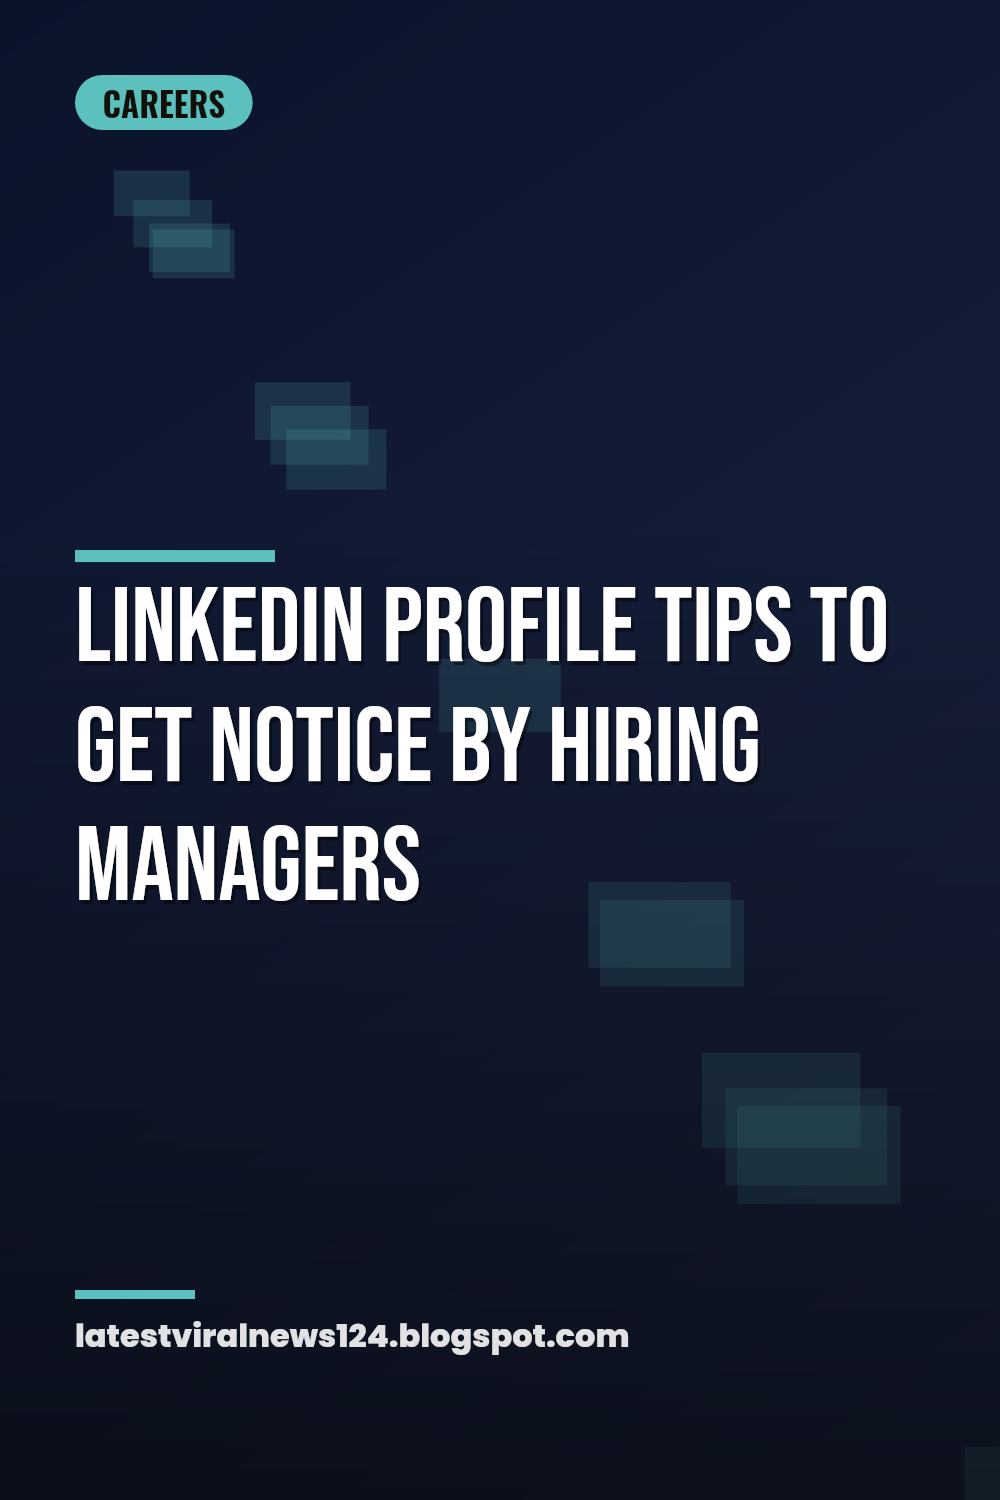 CAREERS
LINKEDIN PROFILE TIPS TO
GET NOTICE BY HIRING
MANAGERS
latestviralnews124.blogspot.com